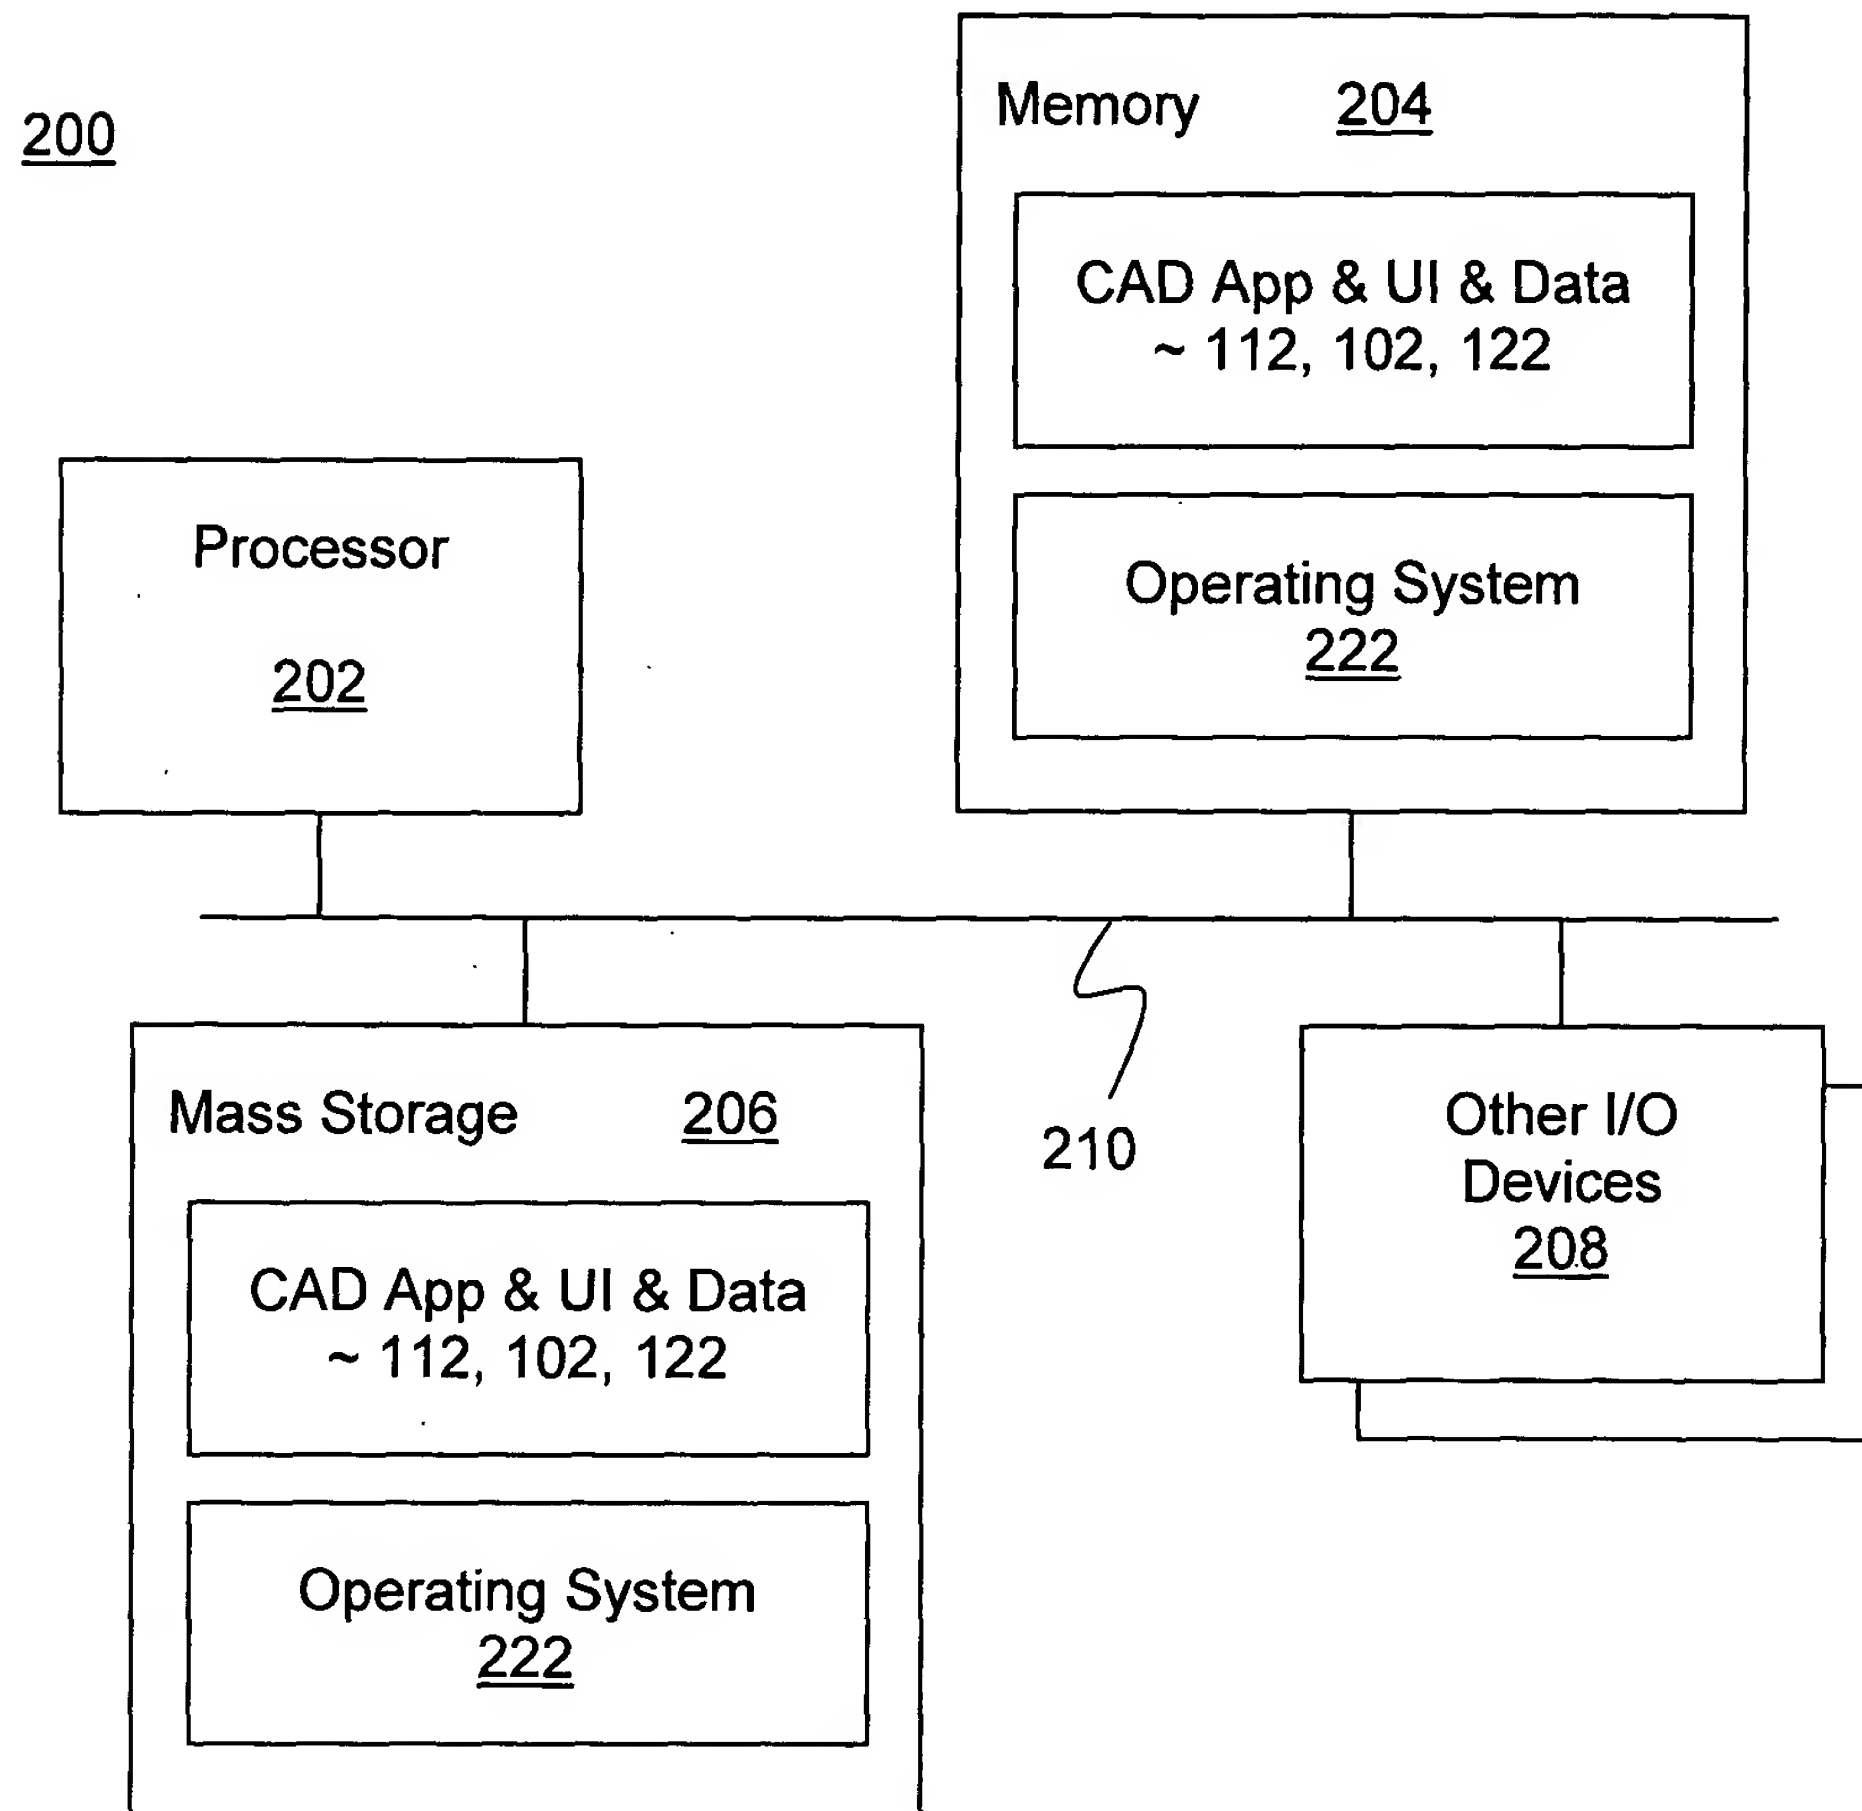 200
Memory 204
CAD App & UI & Data
~ 112, 102, 122
Operating System
222
Processor
202
210
Mass Storage 206
CAD App & UI & Data
~ 112, 102, 122
Operating System
222
Other I/O
Devices
208